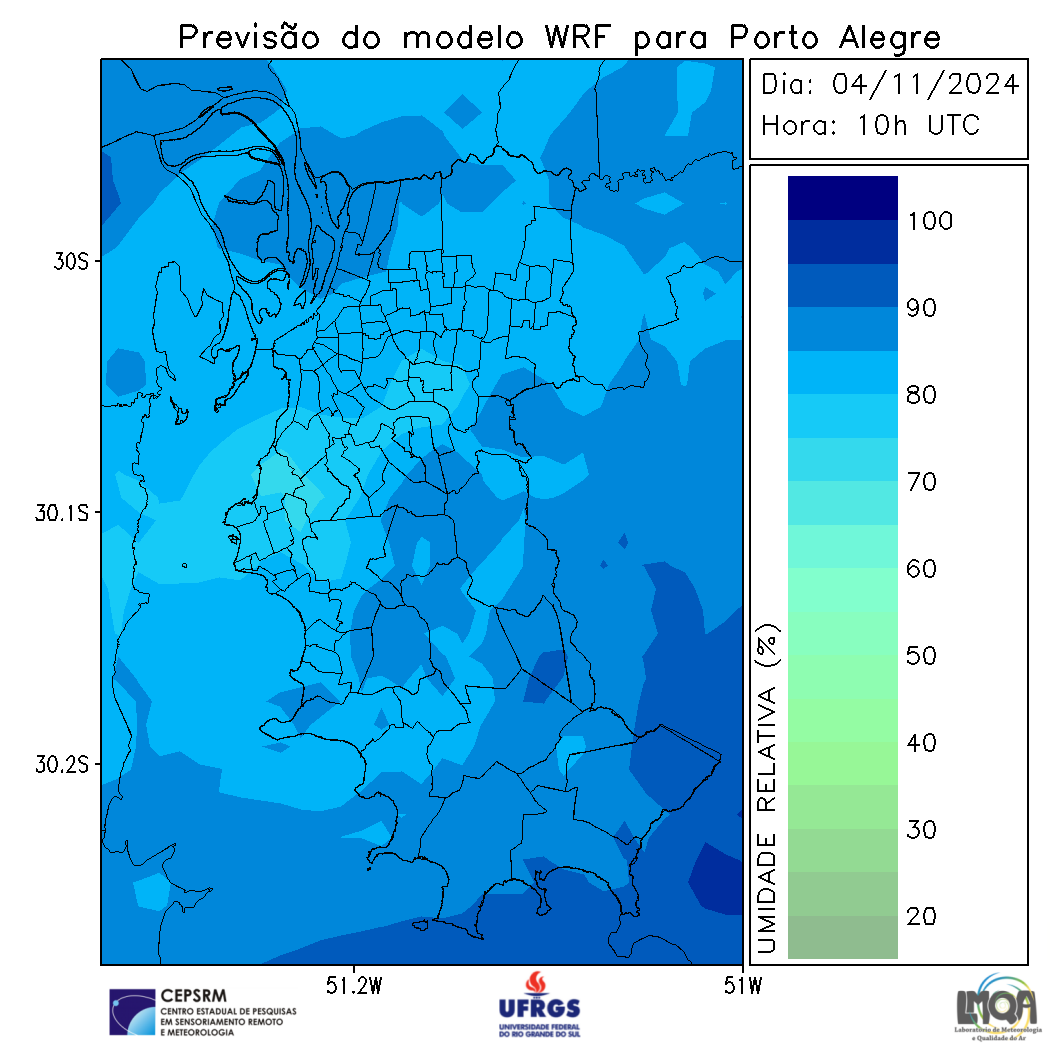 Previsão do modelo WRF para Porto Alegre
Dia: 04/11/2024
Hora: 10h UTC
100
90
80
70
60
50
40
30
20
UMIDADE RELATIVA (%)
30S
30.1S
30.2S
51.2W
51W
CEPSRM
CENTRO ESTADUAL DE PESQUISAS
EM SENSORIAMENTO REMOTO
E METEOROLOGIA
UFRGS
UNIVERSIDADE FEDERAL
DO RIO GRANDE DO SUL
LMQA
Laboratório de Meteorologia
e Qualidade do Ar